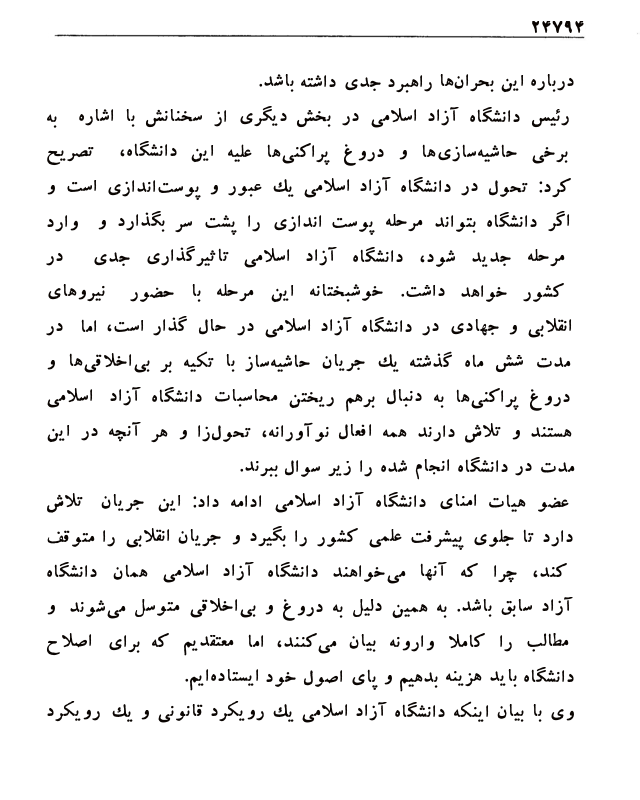 ۲۴۷۹۴
درباره این بحران‌ها راهبرد جدی داشته باشد.
رئیس دانشگاه آزاد اسلامی در بخش دیگری از سخنانش با اشاره به
برخی حاشیه‌سازی‌ها و دروغ پراکنی‌ها علیه این دانشگاه، تصریح
کرد: تحول در دانشگاه آزاد اسلامی یك عبور و پوست‌اندازی است و
اگر دانشگاه بتواند مرحله پوست اندازی را پشت سر بگذارد و وارد
مرحله جدید شود، دانشگاه آزاد اسلامی تاثیرگذاری جدی در
کشور خواهد داشت. خوشبختانه این مرحله با حضور نیروهای
انقلابی و جهادی در دانشگاه آزاد اسلامی در حال گذار است، اما در
مدت شش ماه گذشته یك جریان حاشیه‌ساز با تکیه بر بی‌اخلاقی‌ها و
دروغ پراکنی‌ها به دنبال برهم ریختن محاسبات دانشگاه آزاد اسلامی
هستند و تلاش دارند همه افعال نوآورانه، تحول‌زا و هر آنچه در این
مدت در دانشگاه انجام شده را زیر سوال ببرند.
عضو هیات امنای دانشگاه آزاد اسلامی ادامه داد: این جریان تلاش
دارد تا جلوی پیشرفت علمی کشور را بگیرد و جریان انقلابی را متوقف
کند، چرا که آنها می‌خواهند دانشگاه آزاد اسلامی همان دانشگاه
آزاد سابق باشد. به همین دلیل به دروغ و بی‌اخلاقی متوسل می‌شوند و
مطالب را کاملا وارونه بیان می‌کنند، اما معتقدیم که برای اصلاح
دانشگاه باید هزینه بدهیم و پای اصول خود ایستاده‌ایم.
وی با بیان اینکه دانشگاه آزاد اسلامی یك رویکرد قانونی و یك رویکرد